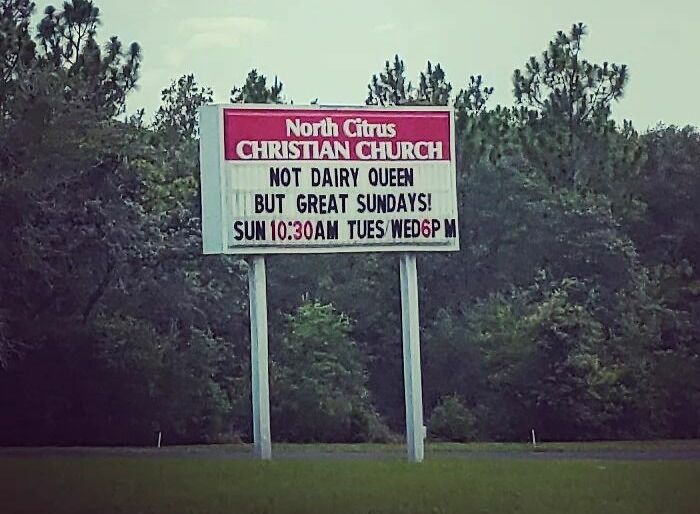 North Citrus
CHRISTIAN CHURCH
NOT DAIRY QUEEN
BUT GREAT SUNDAYS!
SUN 10:30AM TUES/WED6PM